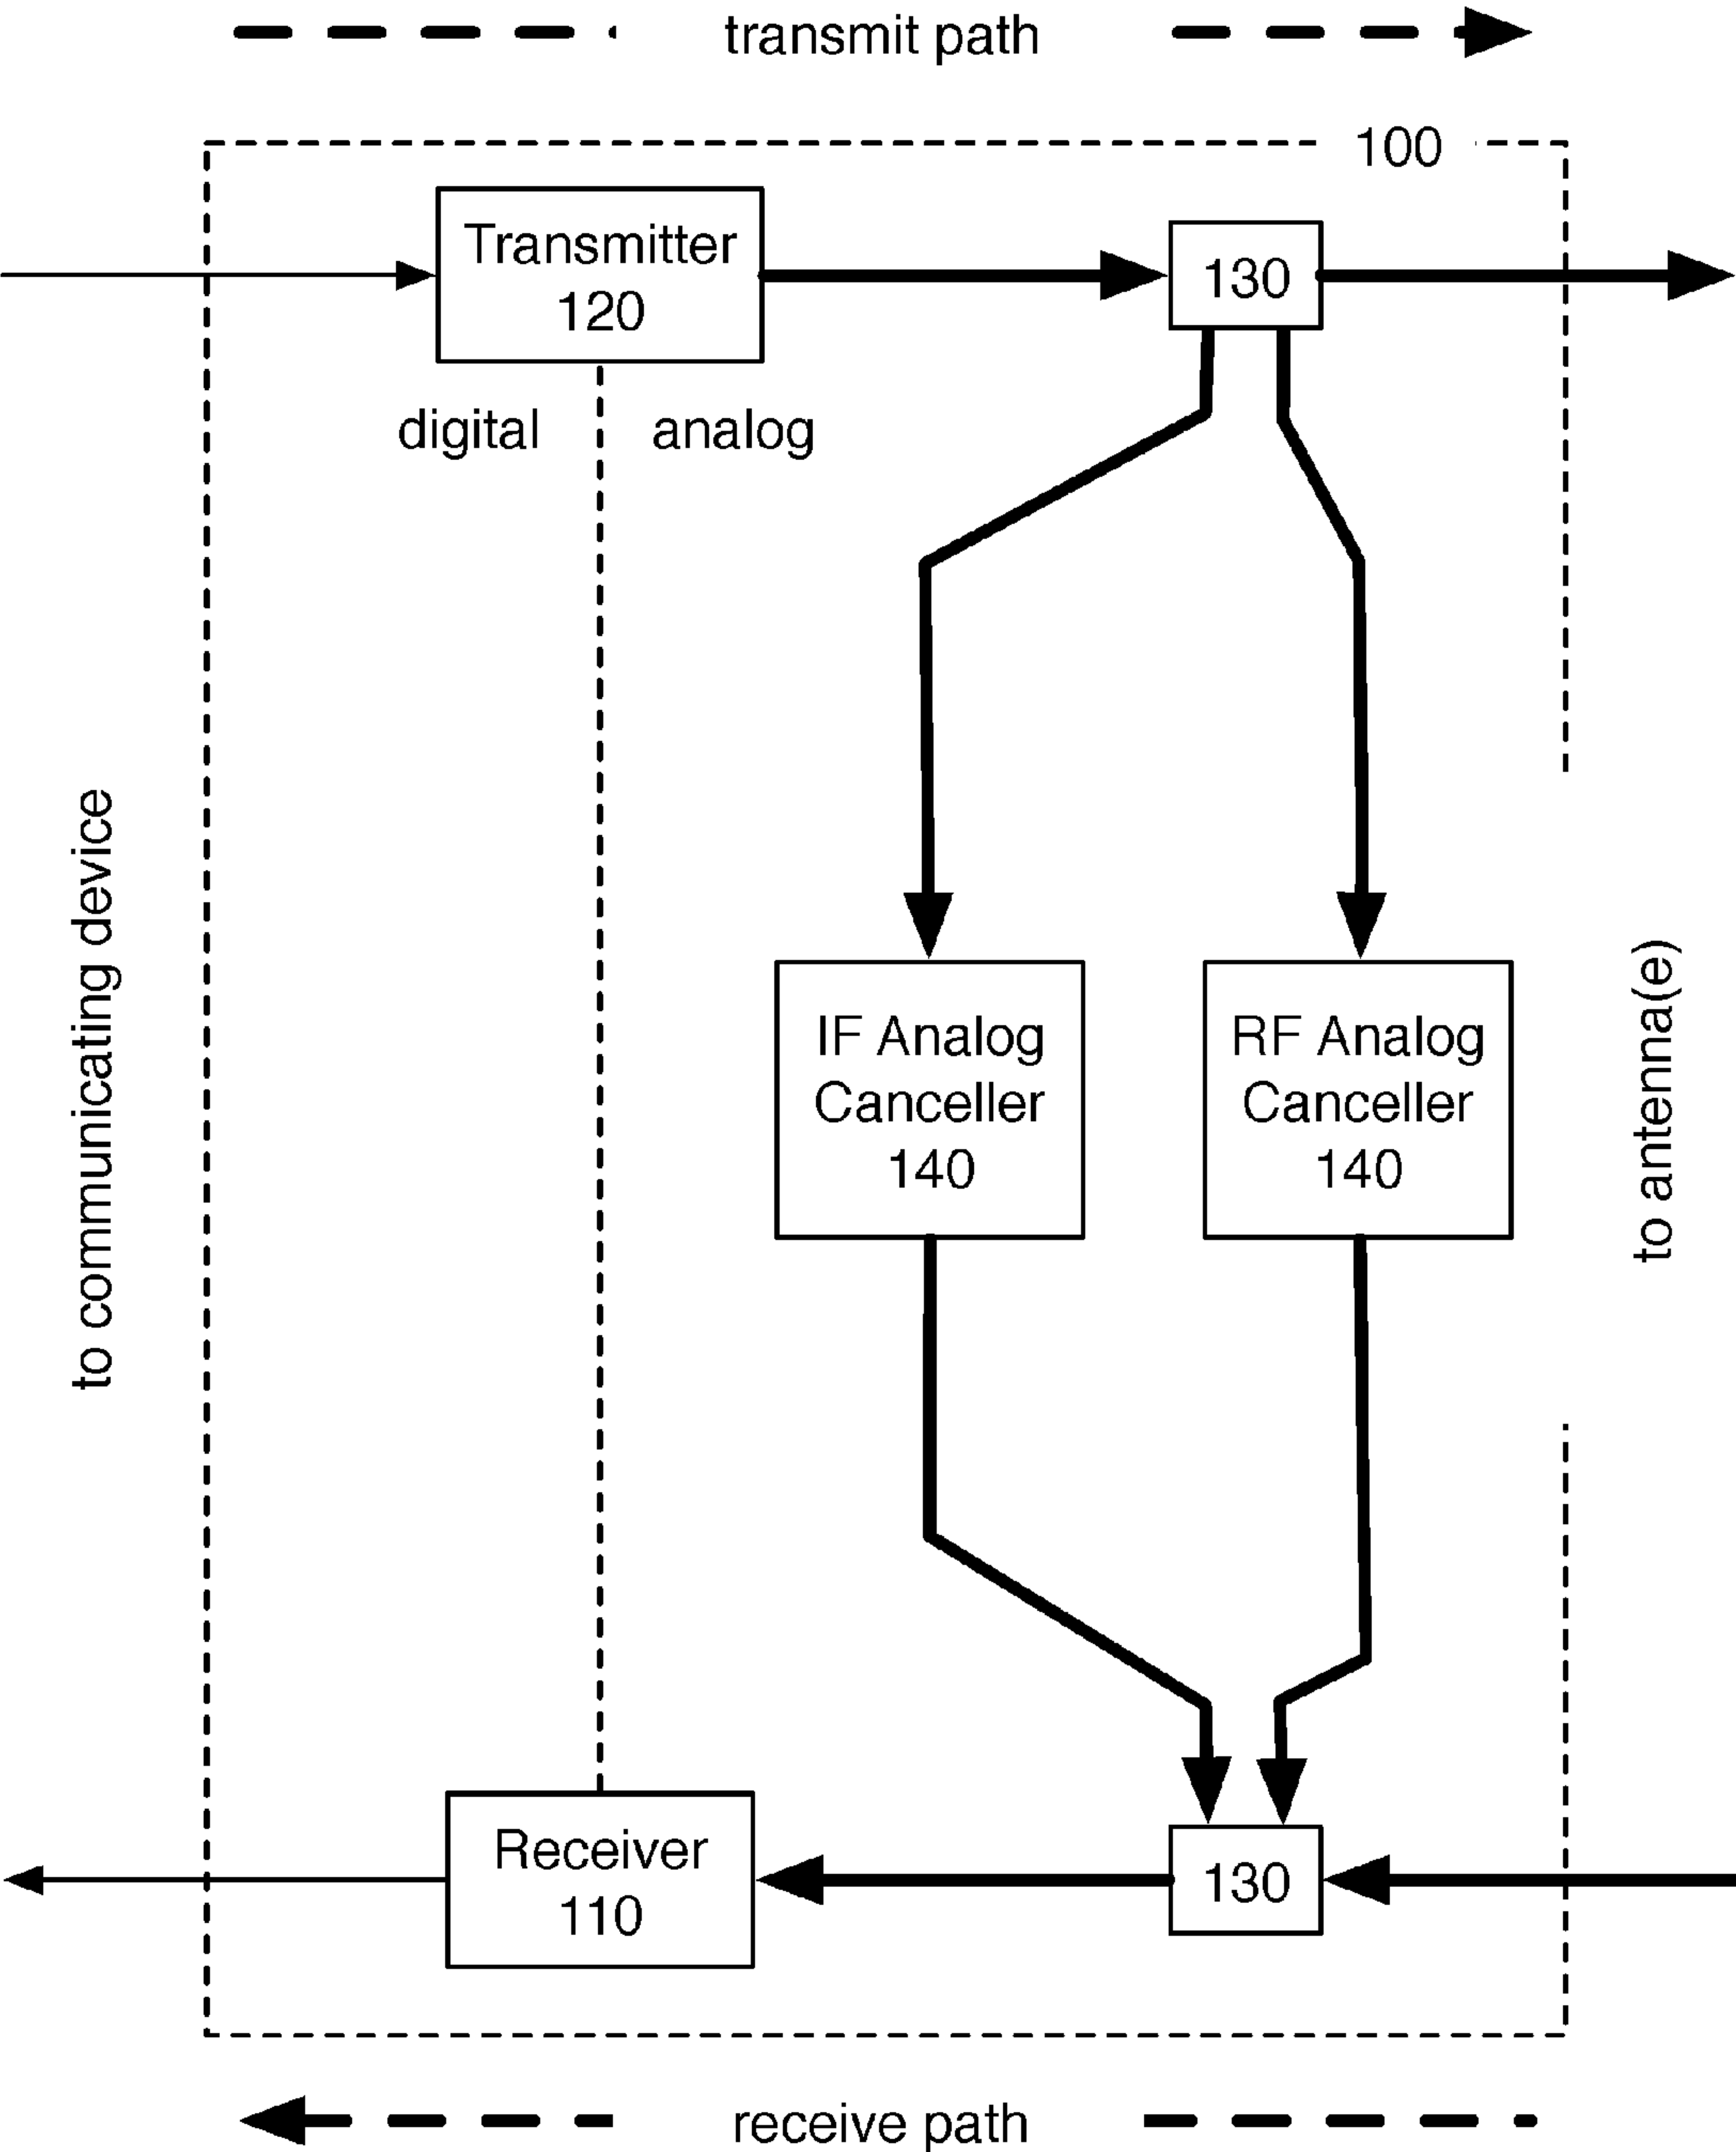 transmit path
100
Transmitter
120
130
digital
analog
to communicating device
IF Analog
Canceller
140
RF Analog
Canceller
140
to antenna(e)
Receiver
110
130
receive path